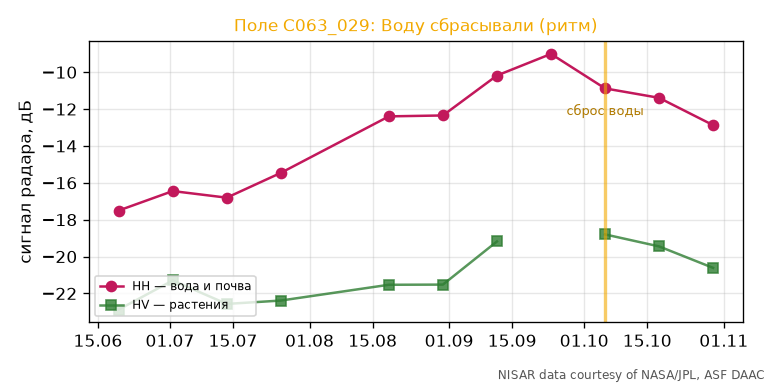 Поле C063_029: Воду сбрасывали (ритм)
сигнал радара, дБ
−10
−12
−14
−16
−18
−20
−22
сброс воды
HH — вода и почва
HV — растения
15.06 01.07 15.07 01.08 15.08 01.09 15.09 01.10 15.10 01.11
NISAR data courtesy of NASA/JPL, ASF DAAC